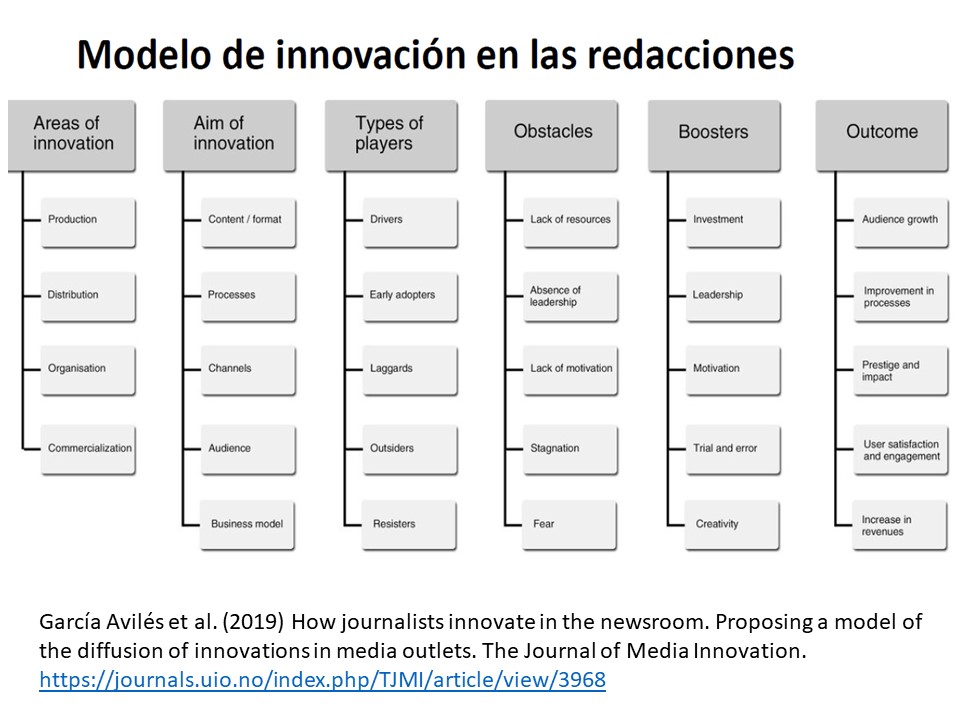 Modelo de innovación en las redacciones
Areas of
innovation
Production
Distribution
Organisation
Commercialization
Aim of
innovation
Content / format
Processes
Channels
Audience
Business model
Types of
players
Drivers
Early adopters
Laggards
Outsiders
Resisters
Obstacles
Lack of resources
Absence of
leadership
Lack of motivation
Stagnation
Fear
Boosters
Investment
Leadership
Motivation
Trial and error
Creativity
Outcome
Audience growth
Improvement in
processes
Prestige and
impact
User satisfaction
and engagement
Increase in
revenues
García Avilés et al. (2019) How journalists innovate in the newsroom. Proposing a model of
the diffusion of innovations in media outlets. The Journal of Media Innovation.
https://journals.uio.no/index.php/TJMI/article/view/3968